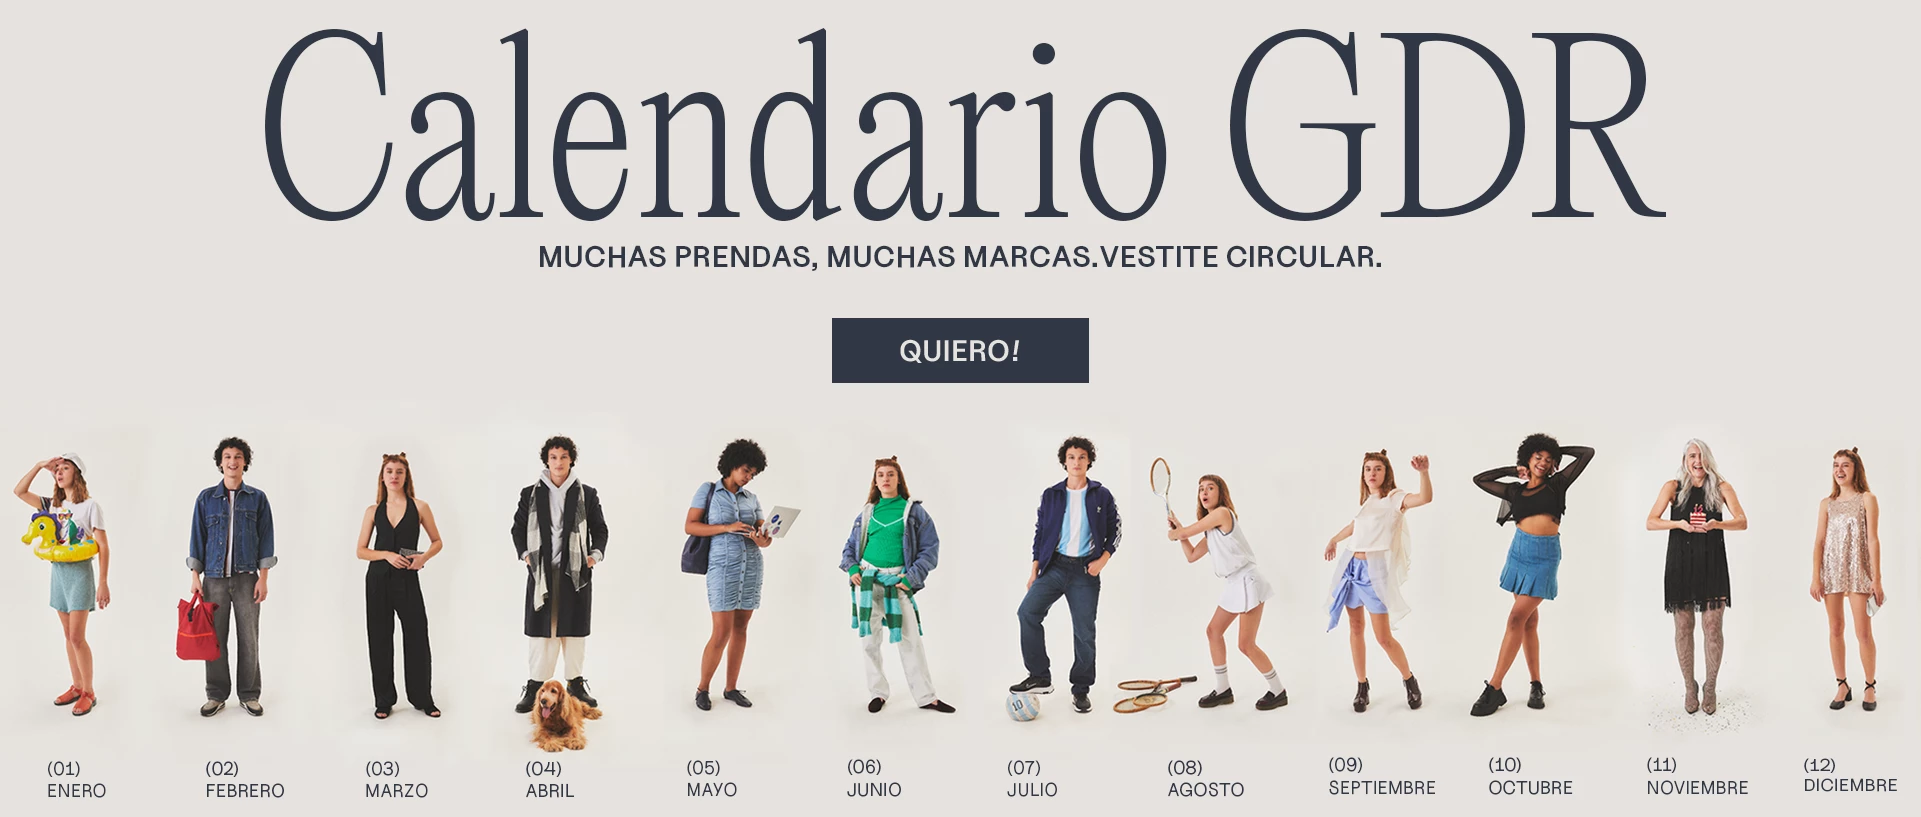 Calendario GDR
MUCHAS PRENDAS, MUCHAS MARCAS.VESTITE CIRCULAR.
QUIERO!
10
(01)
ENERO
(02)
FEBRERO
(03)
MARZO
(04)
ABRIL
(05)
MAYO
(06)
JUNIO
(07)
JULIO
(08)
AGOSTO
(09)
SEPTIEMBRE
(10)
OCTUBRE
(11)
NOVIEMBRE
(12)
DICIEMBRE